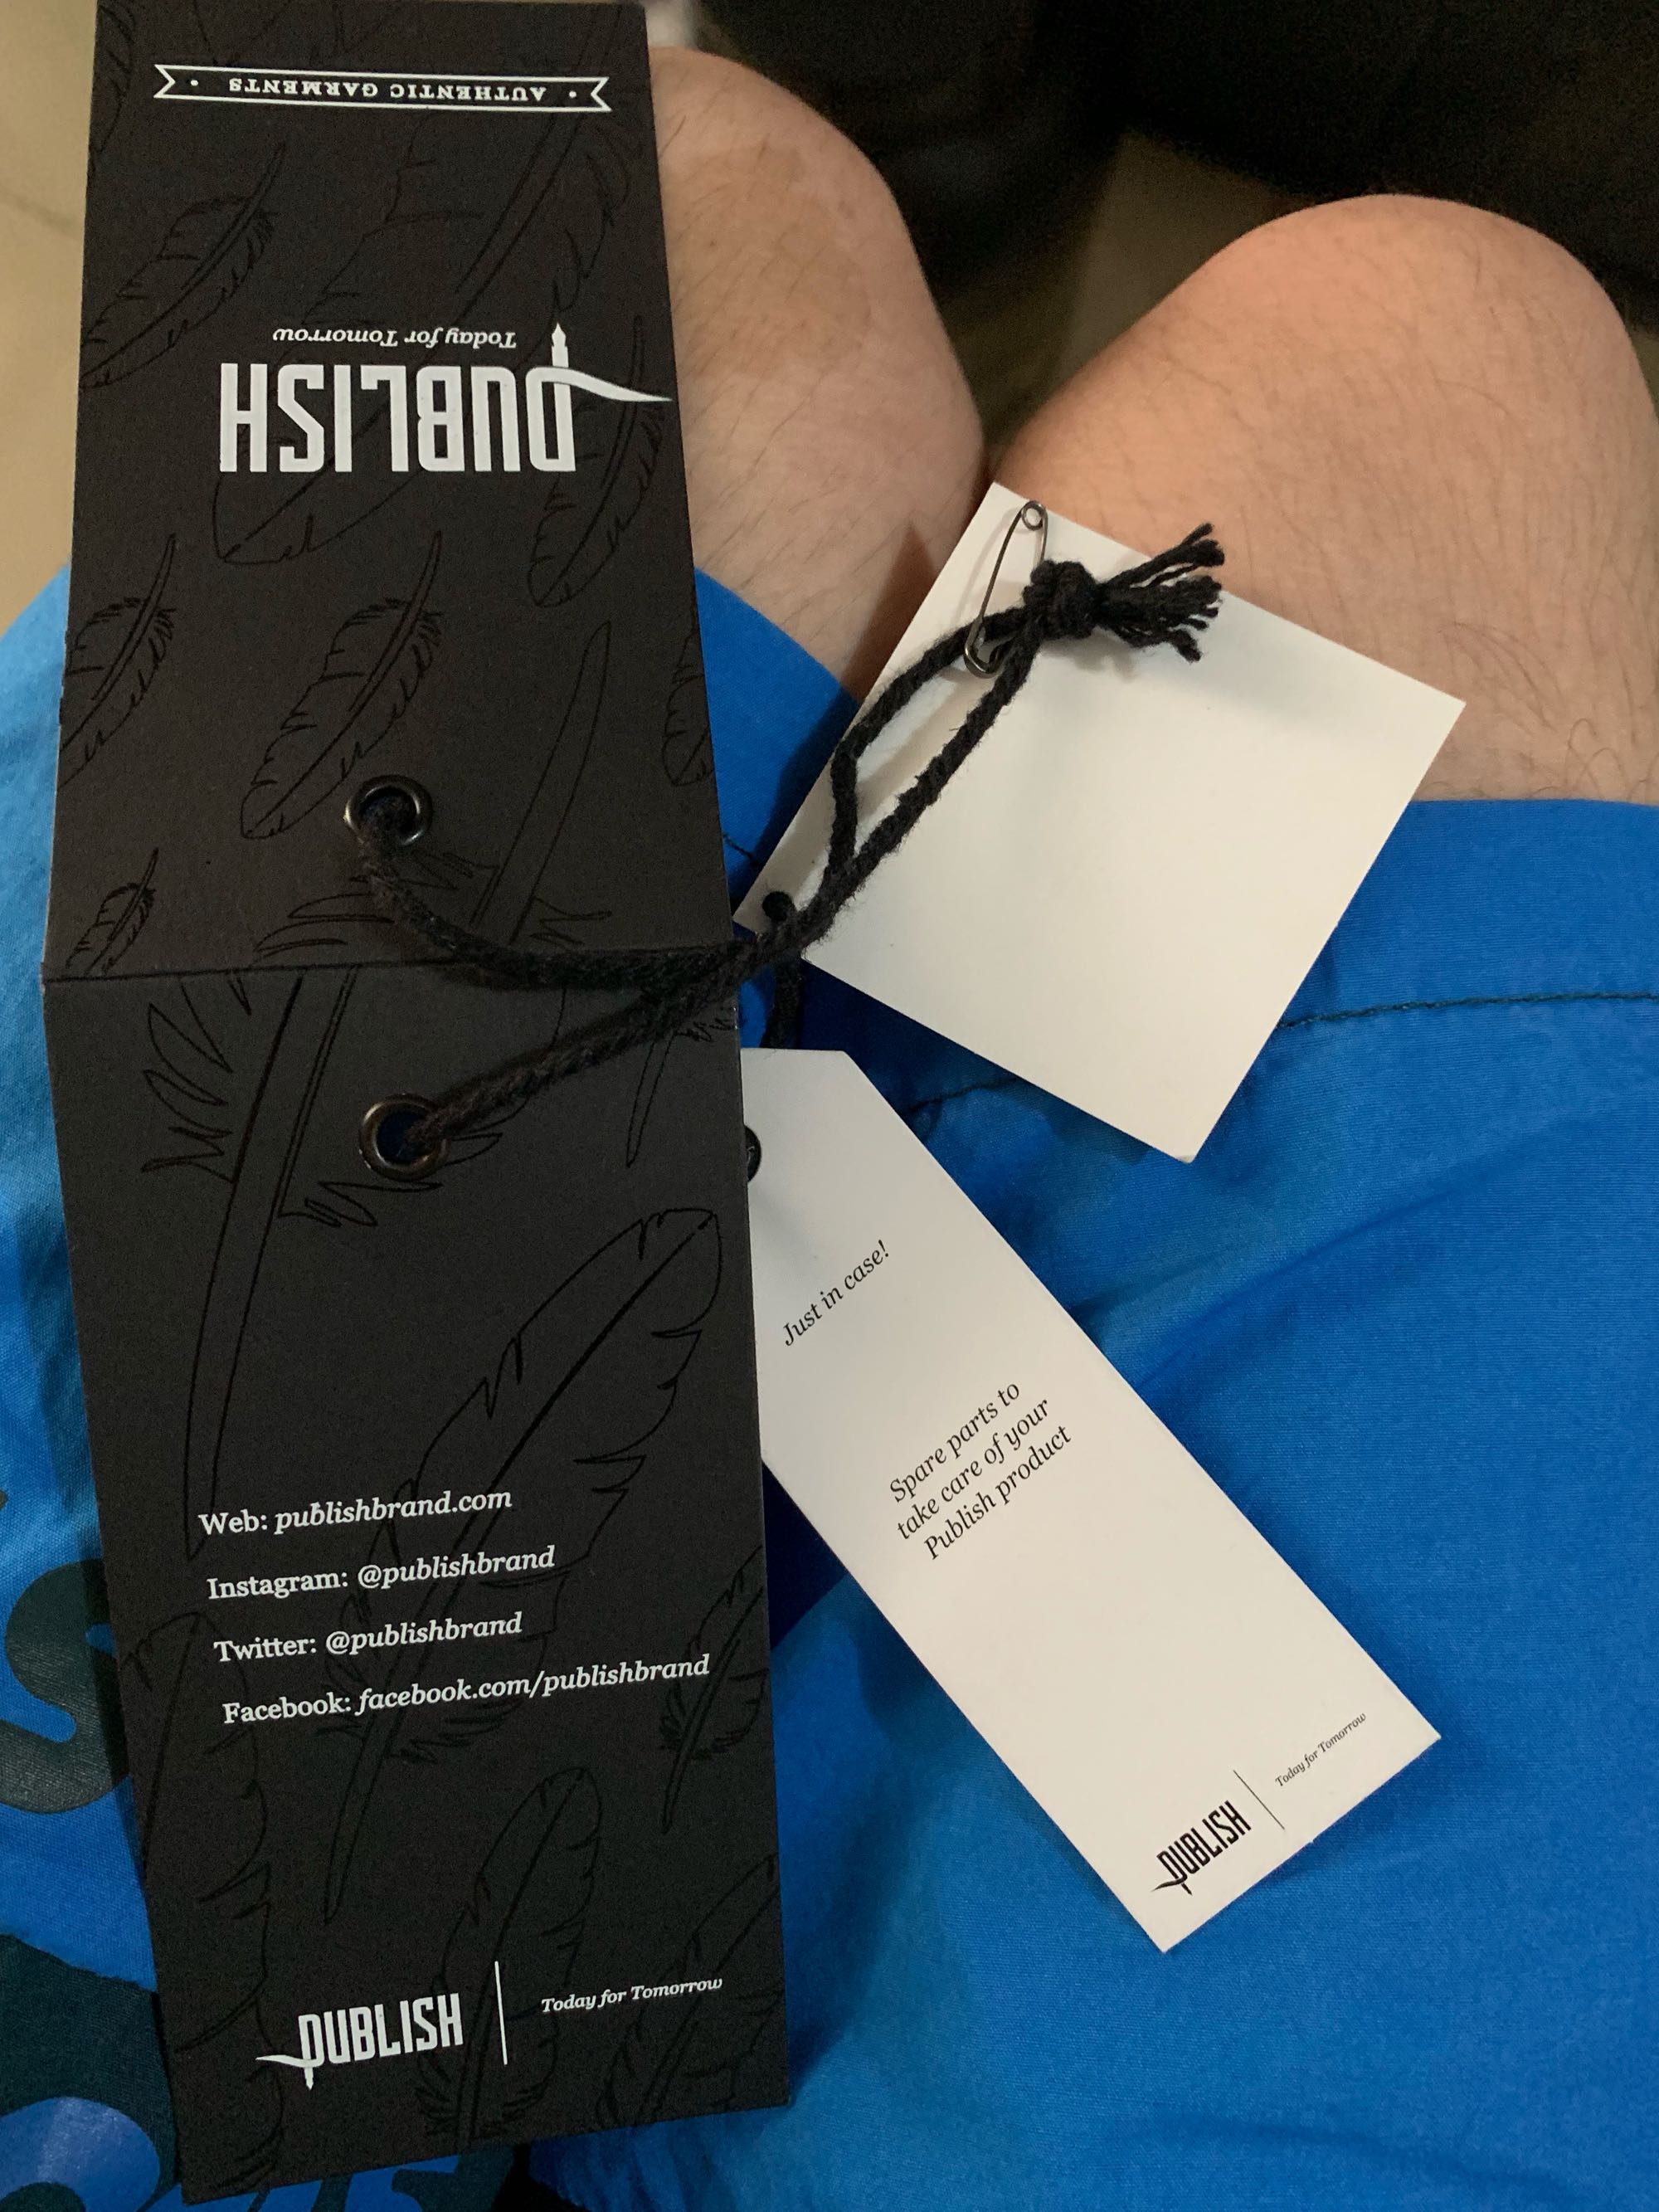 AUTHENTIC GARMENTS
PUBLISH
Today for Tomorrow
Web: publishbrand.com
Instagram: @publishbrand
Twitter: @publishbrand
Facebook: facebook.com/publishbrand
PUBLISH | Today for Tomorrow
Just in case!
Spare parts to
take care of your
Publish product
PUBLISH | Today for Tomorrow